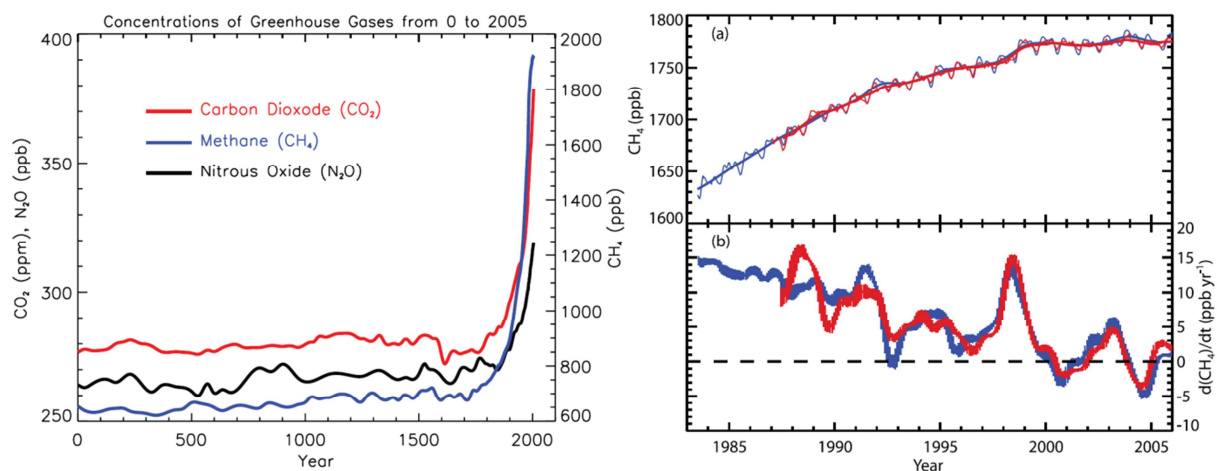 Concentrations of Greenhouse Gases from 0 to 2005
400
350
300
250
CO₂ (ppm), N₂O (ppb)
Carbon Dioxode (CO₂)
Methane (CH₄)
Nitrous Oxide (N₂O)
2000
1800
1600
1400
1200
1000
800
600
CH₄ (ppb)
0 500 1000 1500 2000
Year
(a)
1800
1750
1700
1650
1600
CH₄ (ppb)
(b)
20
15
10
5
0
-5
-10
d(CH₄)/dt (ppb yr⁻¹)
1985 1990 1995 2000 2005
Year